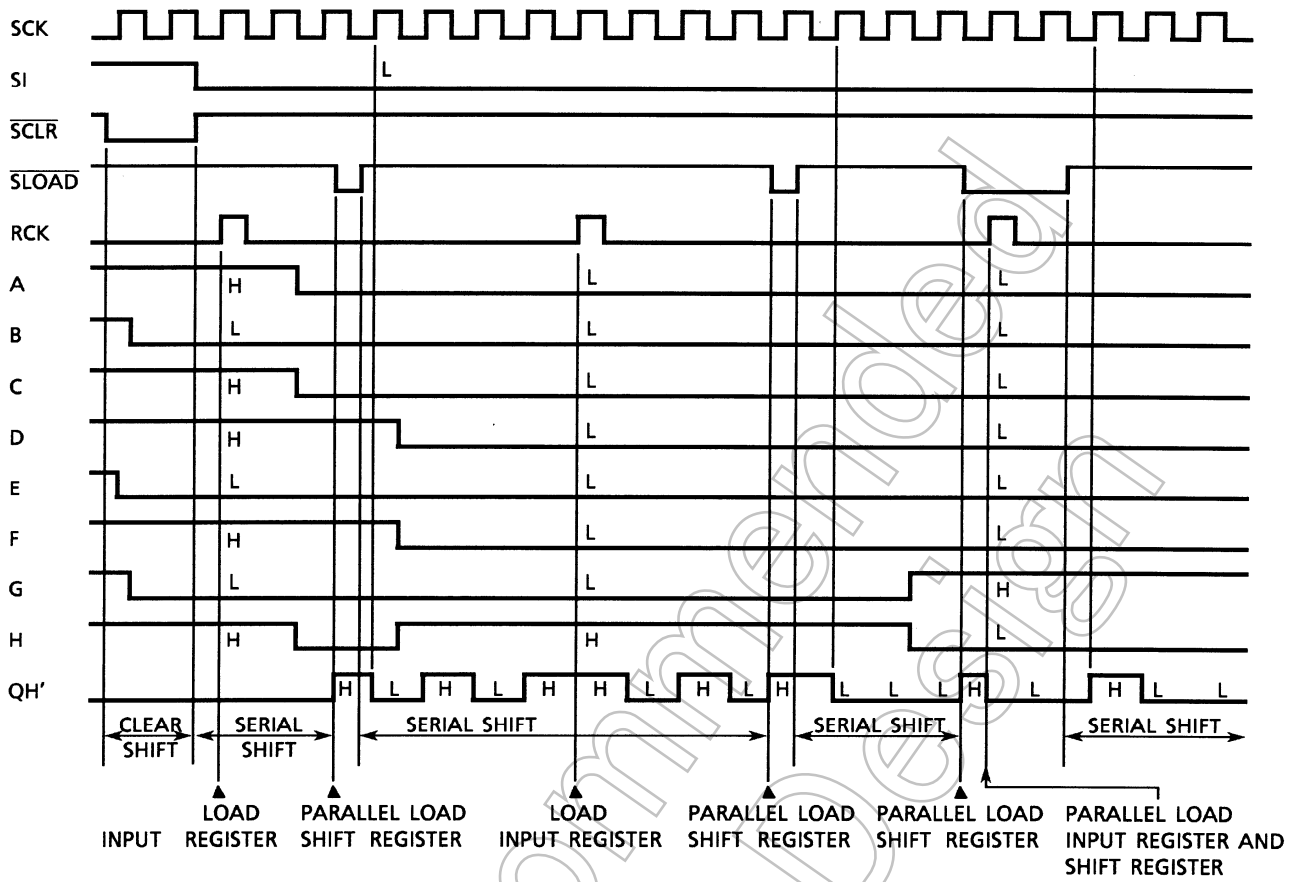 SCK
SI L
SCLR
SLOAD
RCK
A H L L
B L L L
C H L L
D H L L
E L L L
F H L L
G L L H
H H H L
QH' H L H L H H L H L H L L L H L H L L
CLEAR SHIFT
SERIAL SHIFT
SERIAL SHIFT
SERIAL SHIFT
SERIAL SHIFT
INPUT
LOAD
REGISTER
PARALLEL LOAD
SHIFT REGISTER
LOAD
INPUT REGISTER
PARALLEL LOAD
SHIFT REGISTER
PARALLEL LOAD
SHIFT REGISTER
PARALLEL LOAD
INPUT REGISTER AND
SHIFT REGISTER
ommended
Design